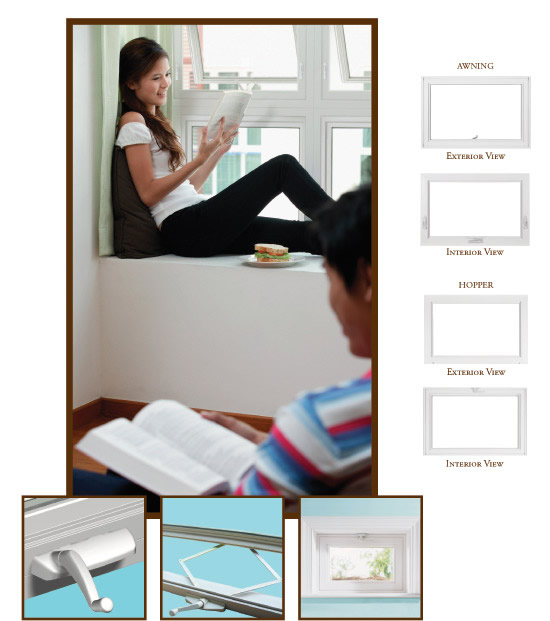 AWNING
Exterior View
Interior View
HOPPER
Exterior View
Interior View